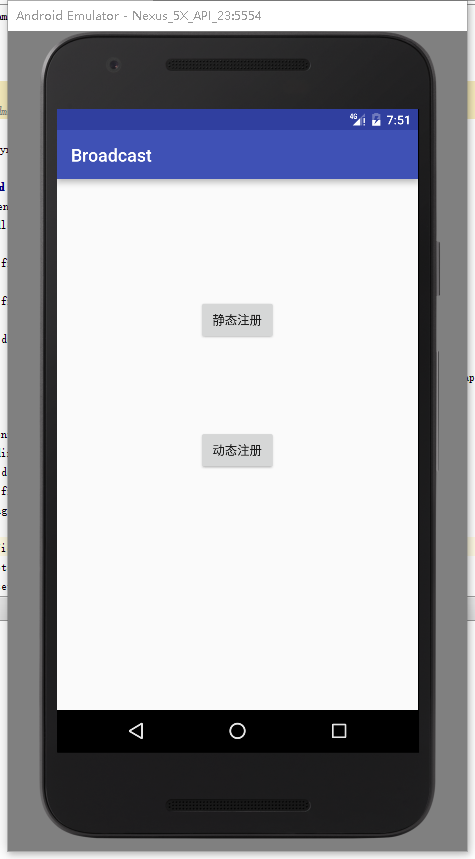 Android Emulator - Nexus_5X_API_23:5554
4G 7:51
Broadcast
静态注册
动态注册